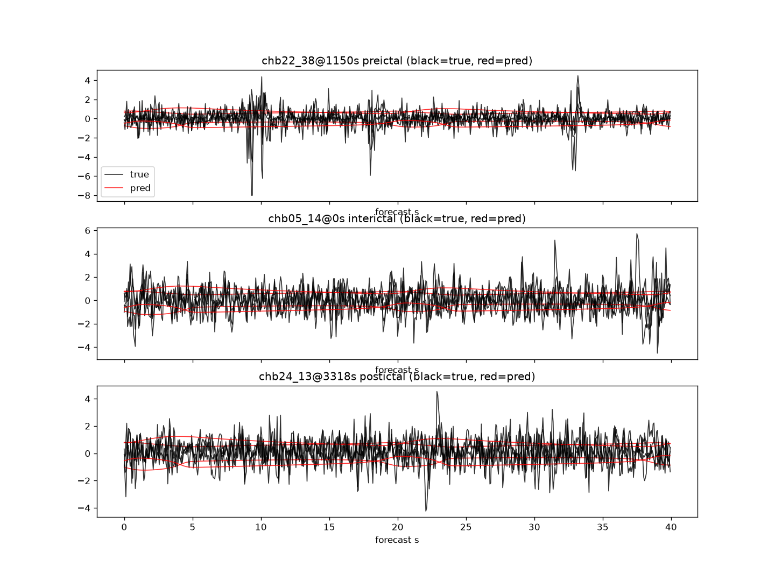 chb22_38@1150s preictal (black=true, red=pred)
4
2
0
−2
−4
−6
−8
true
pred
forecast s
chb05_14@0s interictal (black=true, red=pred)
6
4
2
0
−2
−4
forecast s
chb24_13@3318s postictal (black=true, red=pred)
4
2
0
−2
−4
0 5 10 15 20 25 30 35 40
forecast s